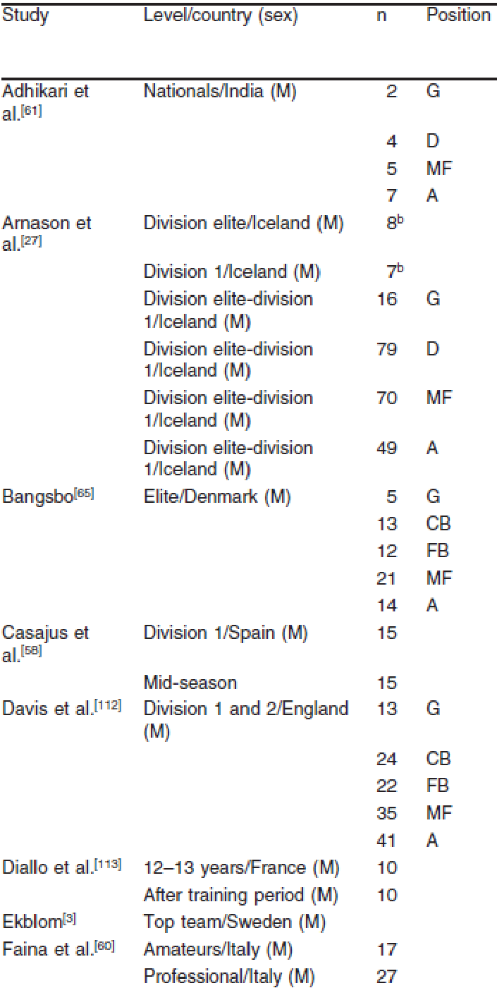 Study Level/country (sex) n Position
Adhikari et Nationals/India (M) 2 G
al.[61]
4 D
5 MF
7 A
Arnason et Division elite/Iceland (M) 8b
al.[27]
Division 1/Iceland (M) 7b
Division elite-division 16 G
1/Iceland (M)
Division elite-division 79 D
1/Iceland (M)
Division elite-division 70 MF
1/Iceland (M)
Division elite-division 49 A
1/Iceland (M)
Bangsbo[65] Elite/Denmark (M) 5 G
13 CB
12 FB
21 MF
14 A
Casajus et Division 1/Spain (M) 15
al.[58]
Mid-season 15
Davis et al.[112] Division 1 and 2/England 13 G
(M)
24 CB
22 FB
35 MF
41 A
Diallo et al.[113] 12–13 years/France (M) 10
After training period (M) 10
Ekblom[3] Top team/Sweden (M)
Faina et al.[60] Amateurs/Italy (M) 17
Professional/Italy (M) 27